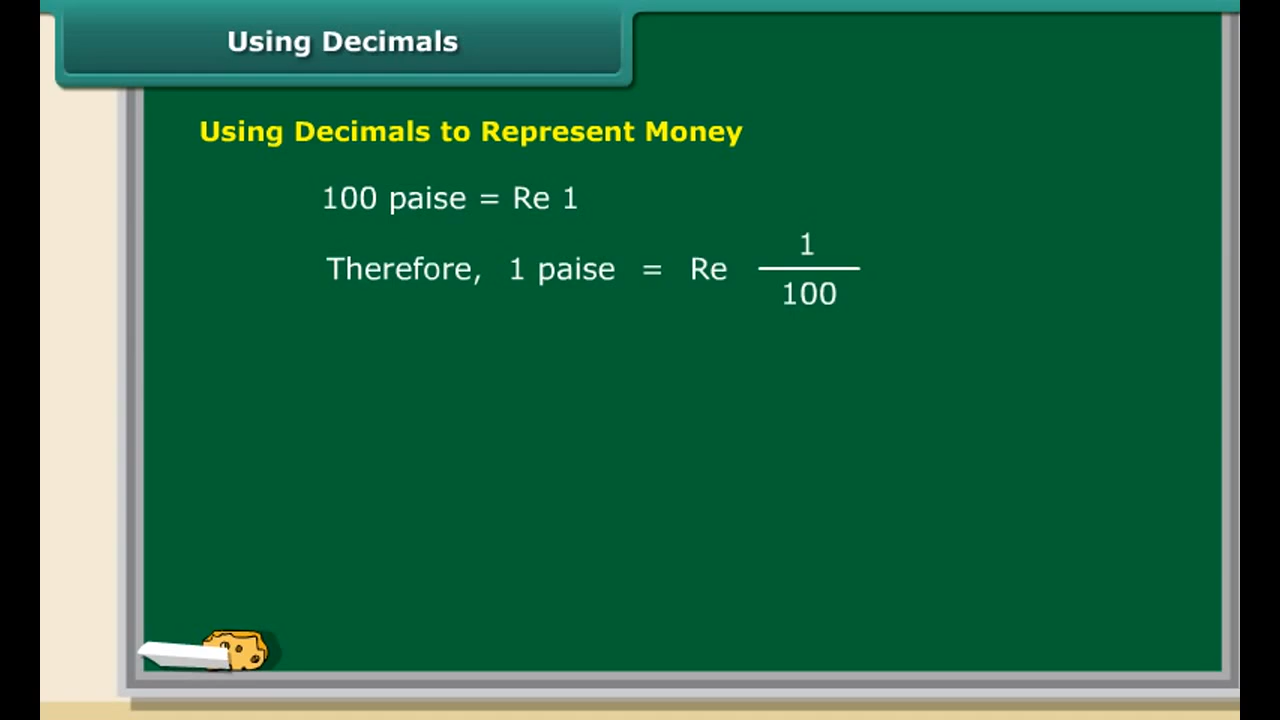 Using Decimals
Using Decimals to Represent Money
100 paise = Re 1
Therefore, 1 paise = Re 1/100